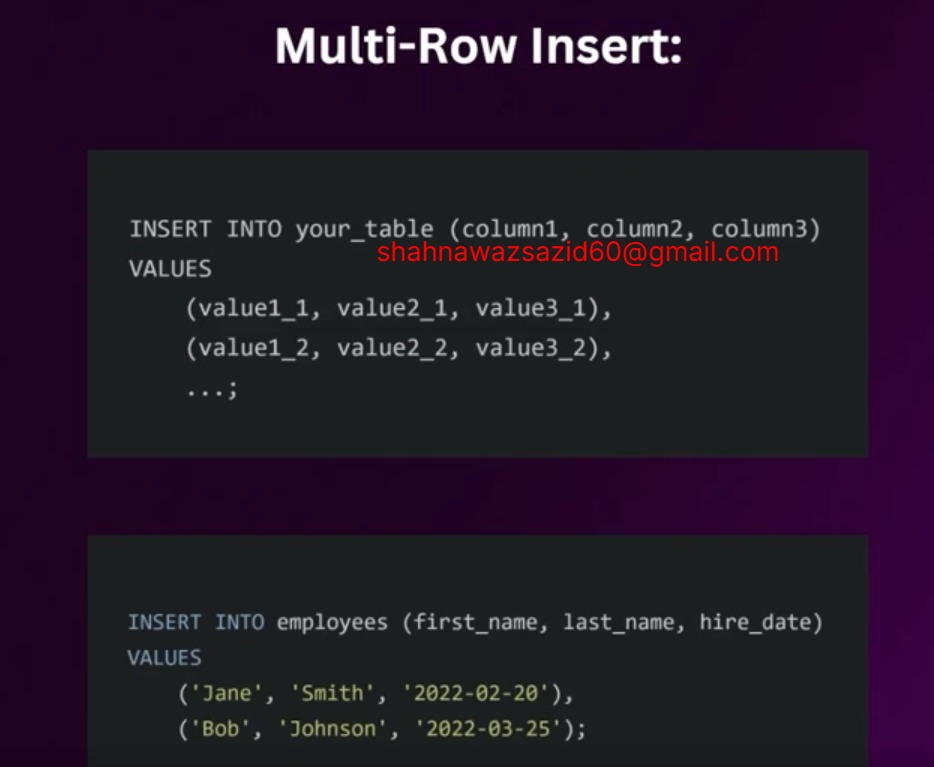 Multi-Row Insert:
INSERT INTO your_table (column1, column2, column3)
shahnawazsazid60@gmail.com
VALUES
(value1_1, value2_1, value3_1),
(value1_2, value2_2, value3_2),
...;
INSERT INTO employees (first_name, last_name, hire_date)
VALUES
('Jane', 'Smith', '2022-02-20'),
('Bob', 'Johnson', '2022-03-25');